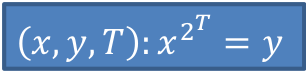 (x, y, T): x^{2^T} = y